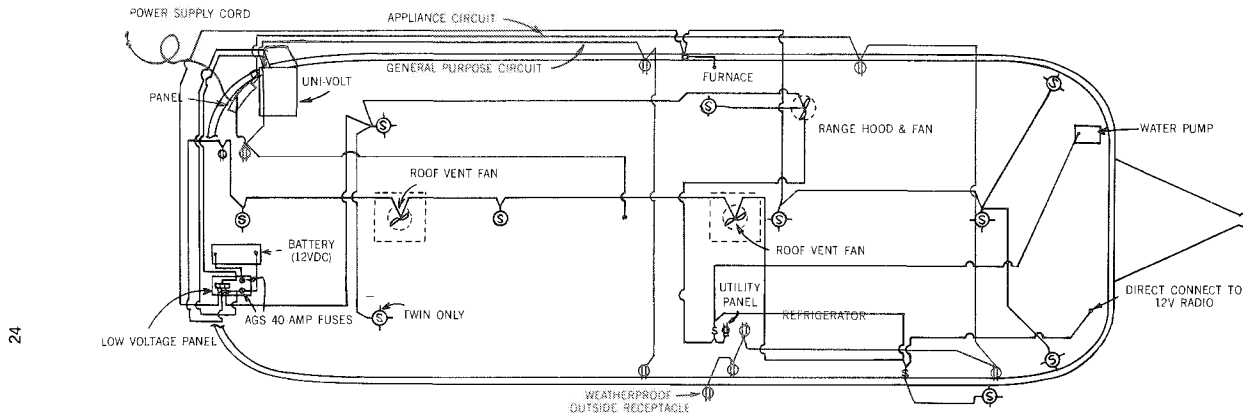 POWER SUPPLY CORD
APPLIANCE CIRCUIT
GENERAL PURPOSE CIRCUIT
UNI-VOLT
PANEL
FURNACE
RANGE HOOD & FAN
WATER PUMP
ROOF VENT FAN
ROOF VENT FAN
BATTERY
(12VDC)
AGS 40 AMP FUSES
LOW VOLTAGE PANEL
TWIN ONLY
UTILITY
PANEL
REFRIGERATOR
DIRECT CONNECT TO
12V RADIO
WEATHERPROOF
OUTSIDE RECEPTACLE
24
S
S
S
S
S
S
S
S
S
S
S
S